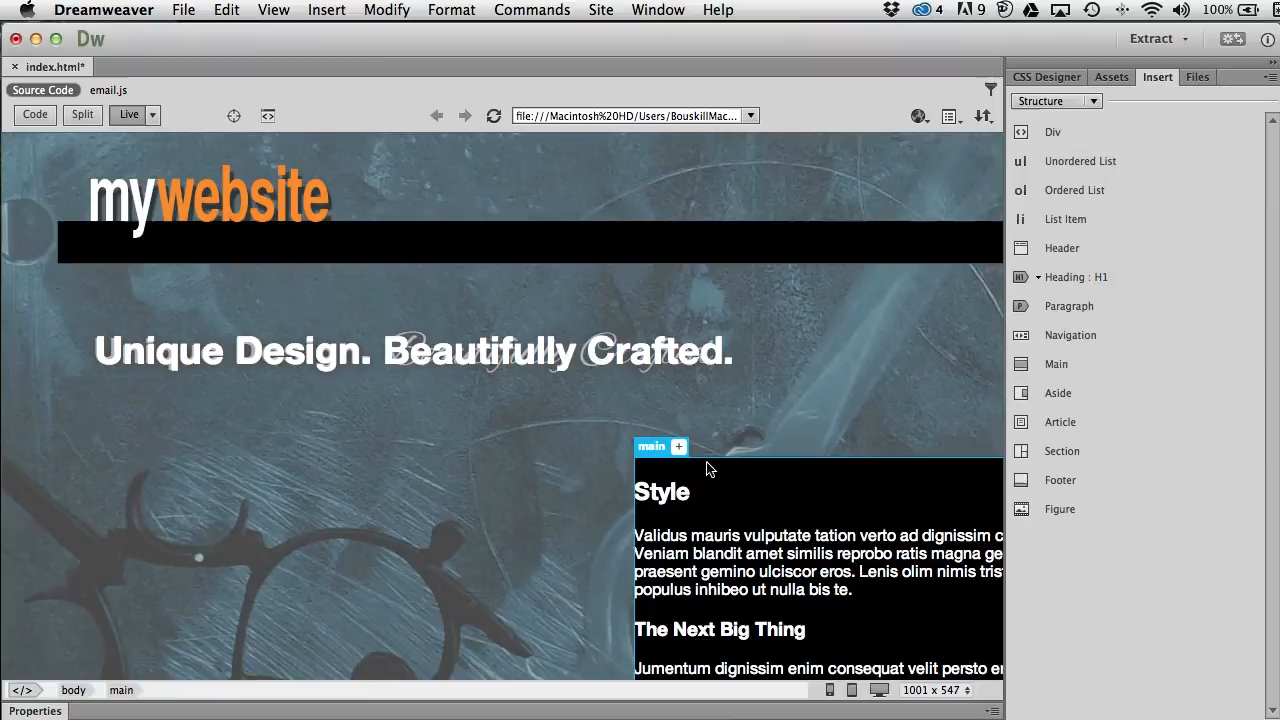 Dreamweaver File Edit View Insert Modify Format Commands Site Window Help 4 9 100%
Dw Extract
index.html*
CSS Designer Assets Insert Files
Source Code email.js
Structure
Code Split Live file:///Macintosh%20HD/Users/BouskillMac...
Div
ul Unordered List
ol Ordered List
li List Item
Header
H1 Heading : H1
P Paragraph
Navigation
Main
Aside
Article
Section
Footer
Figure
mywebsite
Unique Design. Beautifully Crafted.
Beautifully Crafted.
main +
Style
Validus mauris vulputate tation verto ad dignissim c
Veniam blandit amet similis reprobo ratis magna ge
praesent gemino ulciscor eros. Lenis olim nimis tris
populus inhibeo ut nulla bis te.
The Next Big Thing
Jumentum dignissim enim consequat velit persto er
</> body main 1001 x 547
Properties